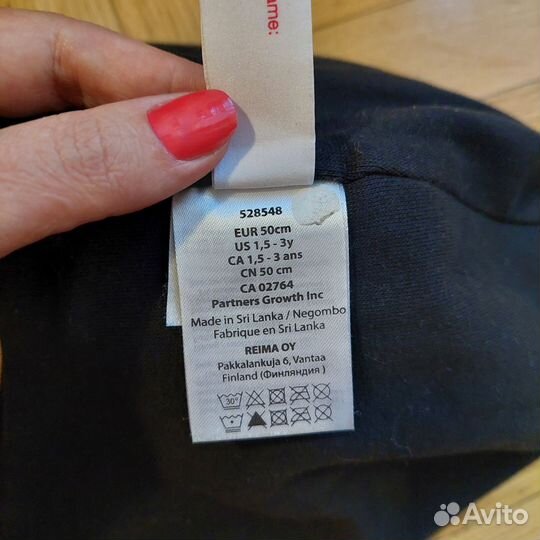 ame:
528548
EUR 50cm
US 1,5 - 3y
CA 1,5 - 3 ans
CN 50 cm
CA 02764
Partners Growth Inc
Made in Sri Lanka / Negombo
Fabrique en Sri Lanka
REIMA OY
Pakkalankuja 6, Vantaa
Finland (Финляндия )
30°
Avito